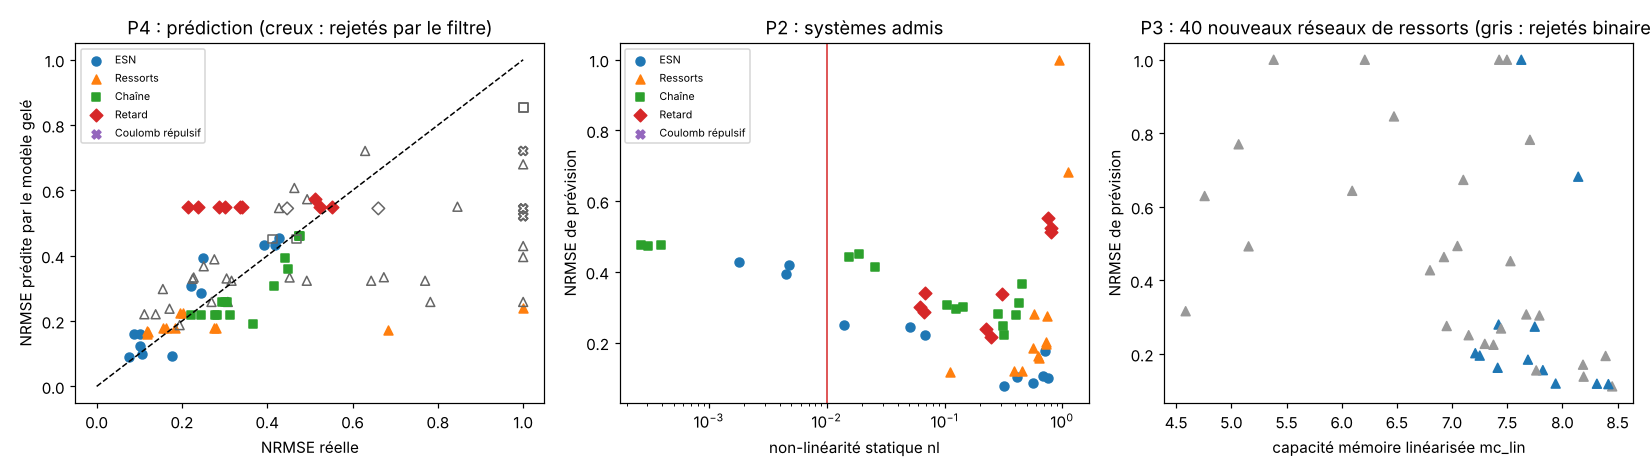 P4 : prédiction (creux : rejetés par le filtre)
NRMSE prédite par le modèle gelé
1.0
0.8
0.6
0.4
0.2
0.0
ESN
Ressorts
Chaîne
Retard
Coulomb répulsif
0.0 0.2 0.4 0.6 0.8 1.0
NRMSE réelle
P2 : systèmes admis
NRMSE de prévision
1.0
0.8
0.6
0.4
0.2
ESN
Ressorts
Chaîne
Retard
Coulomb répulsif
10⁻³ 10⁻² 10⁻¹ 10⁰
non-linéarité statique nl
P3 : 40 nouveaux réseaux de ressorts (gris : rejetés binaire
NRMSE de prévision
1.0
0.8
0.6
0.4
0.2
4.5 5.0 5.5 6.0 6.5 7.0 7.5 8.0 8.5
capacité mémoire linéarisée mc_lin